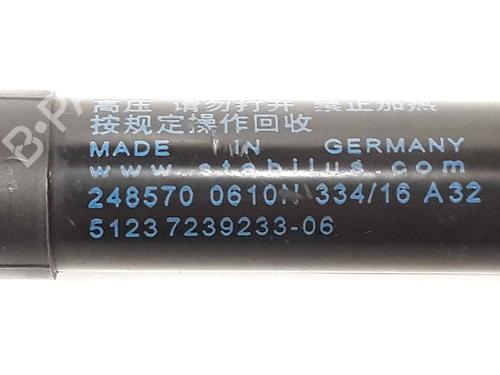 高压 请勿打开 禁止加热
按规定操作回收
MADE IN GERMANY
www.stabilus.com
248570 0610N 334/16 A32
5123 7239233-06
B-PA